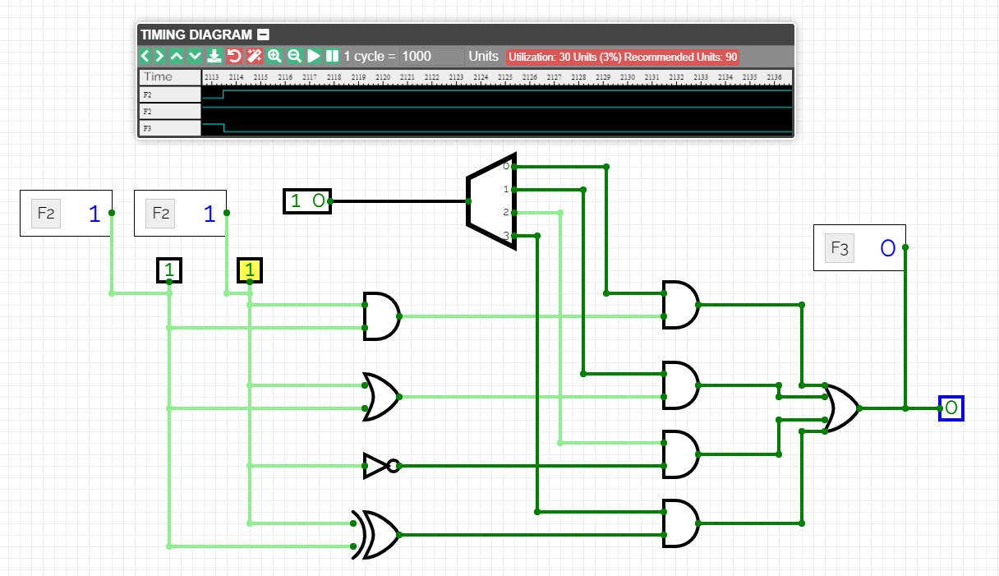 TIMING DIAGRAM
1 cycle = 1000 Units Utilization: 30 Units (3%) Recommended Units: 90
Time 2113 2114 2115 2116 2117 2118 2119 2120 2121 2122 2123 2124 2125 2126 2127 2128 2129 2130 2131 2132 2133 2134 2135 2136
F2
F2
F3
0
1
2
3
1 0
F2 1
F2 1
F3 0
1
1
0